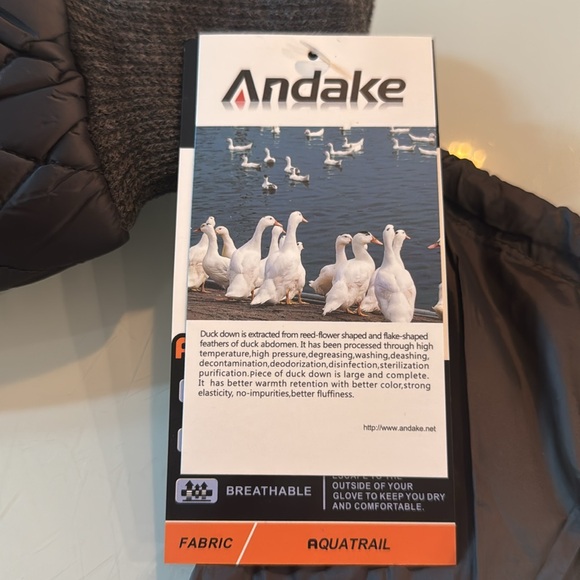 Andake
Duck down is extracted from reed-flower shaped and flake-shaped
feathers of duck abdomen. It has been processed through high
temperature,high pressure,degreasing,washing,deashing,
decontamination,deodorization,disinfection,sterilization
purification.piece of duck down is large and complete.
It has better warmth retention with better color,strong
elasticity, no-impurities,better fluffiness.
http://www.andake.net
BREATHABLE
ESCAPE TO THE
OUTSIDE OF YOUR
GLOVE TO KEEP YOU DRY
AND COMFORTABLE.
FABRIC AQUATRAIL